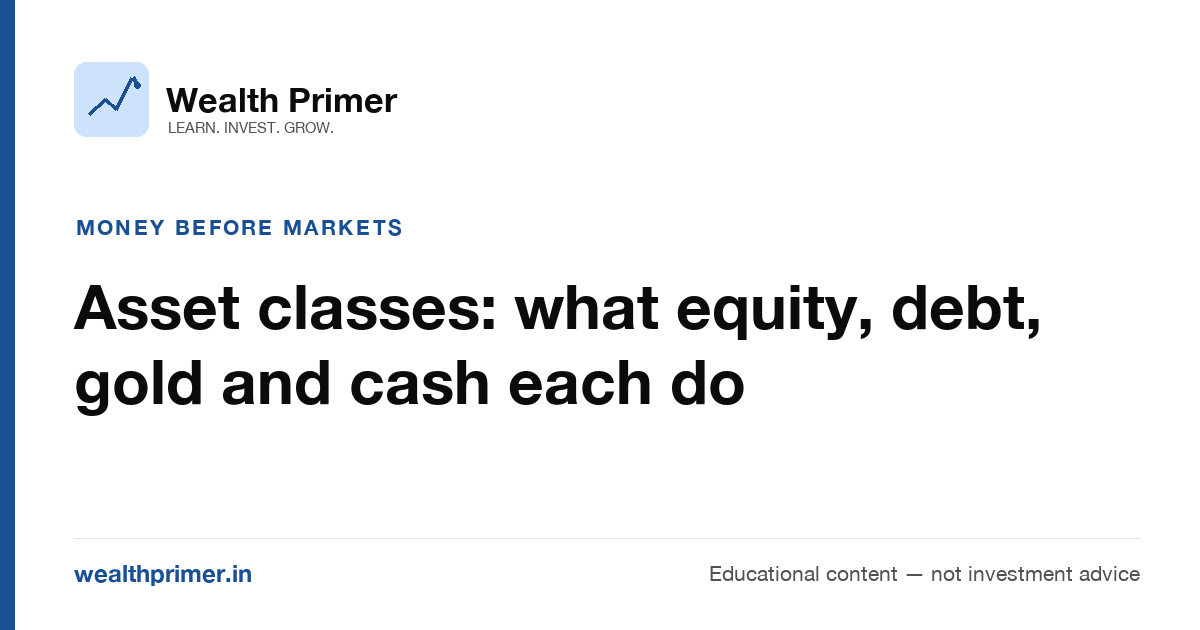 Wealth Primer
LEARN. INVEST. GROW.
MONEY BEFORE MARKETS
Asset classes: what equity, debt,
gold and cash each do
wealthprimer.in
Educational content — not investment advice